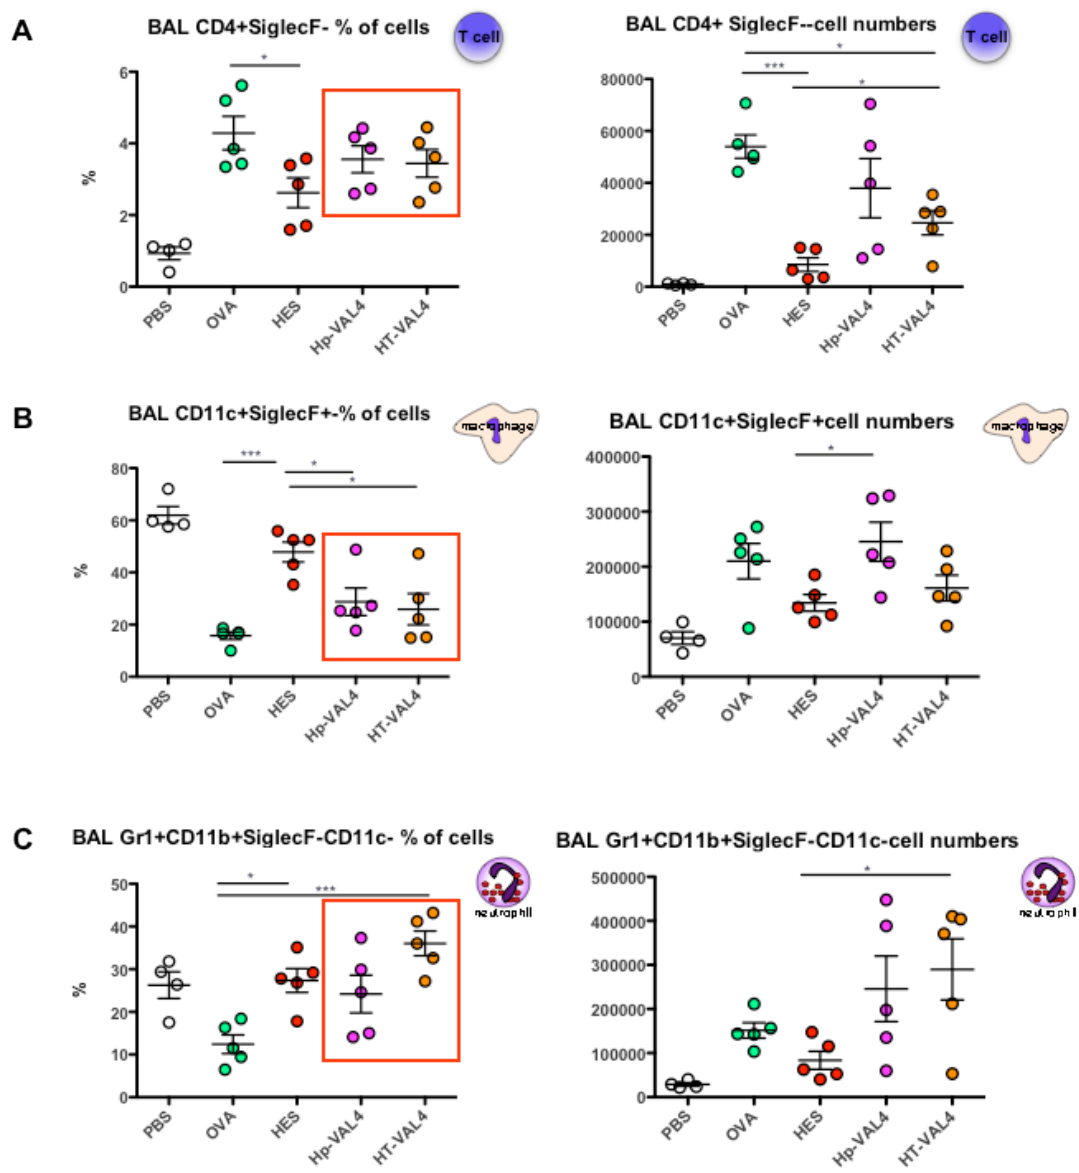 A
BAL CD4+SiglecF- % of cells
T cell
*
6
4
2
0
%
PBS
OVA
HES
Hp-VAL4
HT-VAL4
BAL CD4+ SiglecF--cell numbers
T cell
*
***
*
80000
60000
40000
20000
0
PBS
OVA
HES
Hp-VAL4
HT-VAL4
B
BAL CD11c+SiglecF+-% of cells
macrophage
***
*
*
80
60
40
20
0
%
PBS
OVA
HES
Hp-VAL4
HT-VAL4
BAL CD11c+SiglecF+cell numbers
macrophage
*
400000
300000
200000
100000
0
PBS
OVA
HES
Hp-VAL4
HT-VAL4
C
BAL Gr1+CD11b+SiglecF-CD11c- % of cells
neutrophil
*
***
50
40
30
20
10
0
%
PBS
OVA
HES
Hp-VAL4
HT-VAL4
BAL Gr1+CD11b+SiglecF-CD11c-cell numbers
neutrophil
*
500000
400000
300000
200000
100000
0
PBS
OVA
HES
Hp-VAL4
HT-VAL4